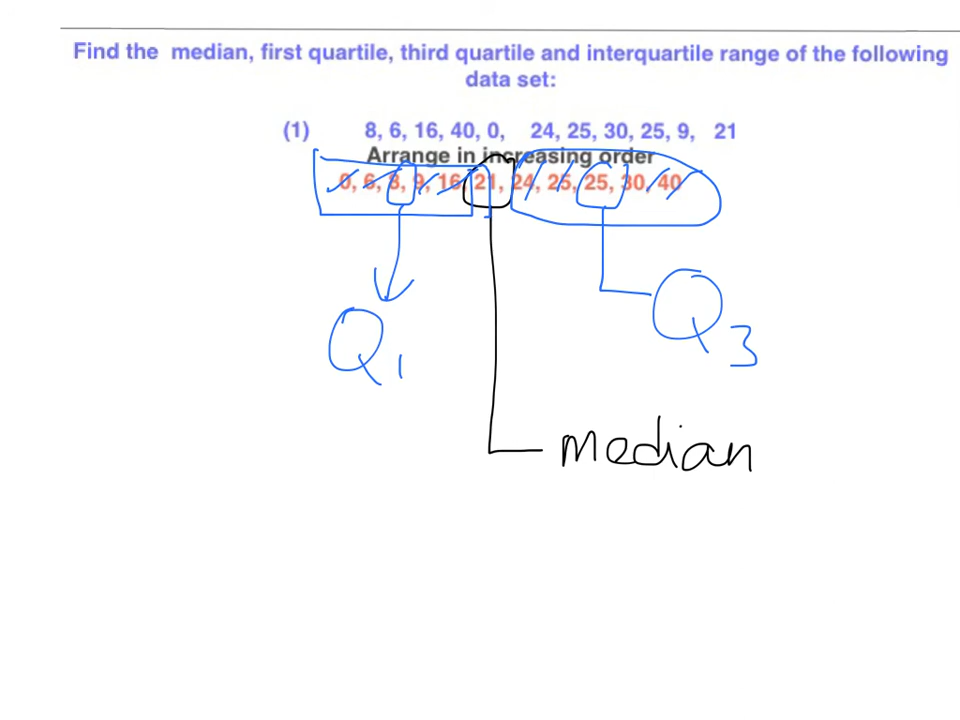 Find the median, first quartile, third quartile and interquartile range of the following
data set:
(1) 8, 6, 16, 40, 0, 24, 25, 30, 25, 9, 21
Arrange in increasing order
0, 6, 8, 9, 16, 21, 24, 25, 25, 30, 40
Q1
Q3
median